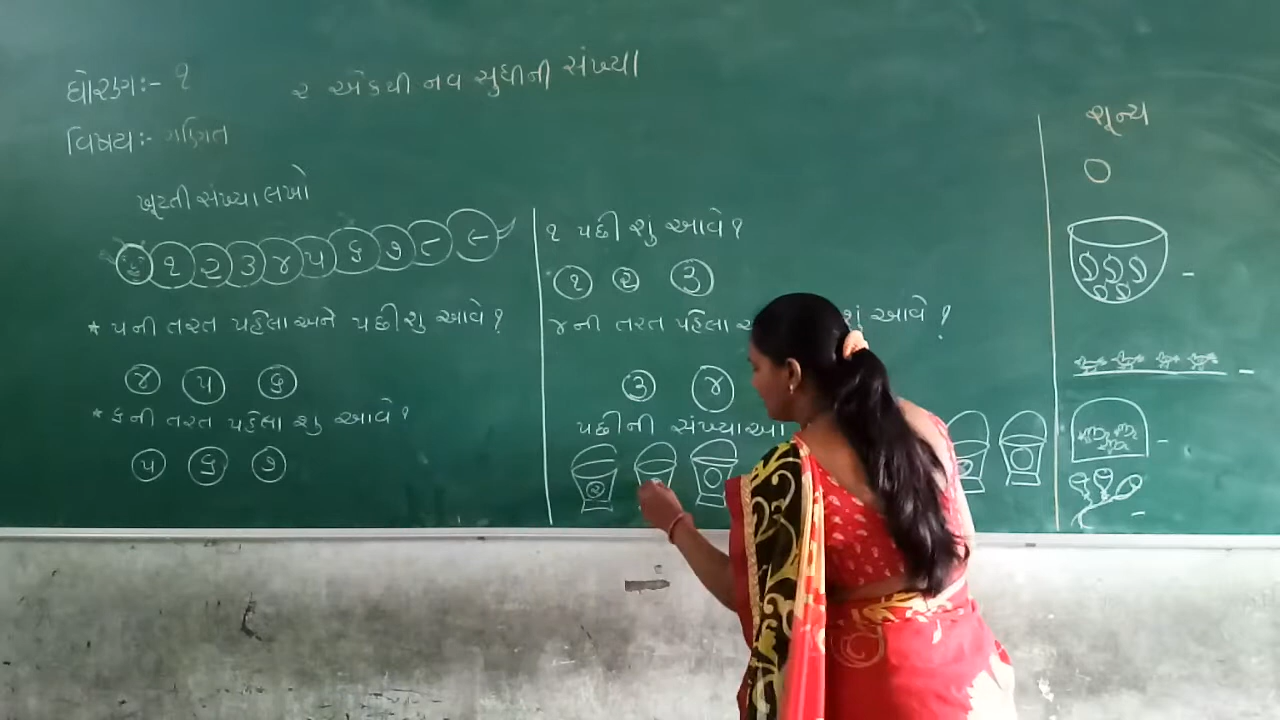 ધોરણઃ- ૧
૨ એકથી નવ સુધીની સંખ્યા
વિષયઃ- ગણિત
ખૂટતી સંખ્યા લખો
૧ ૨ ૩ ૪ ૫ ૬ ૭ ૮ ૯
* ૫ની તરત પહેલા અને પછી શુ આવે?
૪ ૫ ૬
* ૬ની તરત પહેલા શુ આવે?
૫ ૬ ૭
૧ પછી શું આવે?
૧ ૨ ૩
૪ની તરત પહેલા શું આવે?
૩ ૪
પછીની સંખ્યા
૨
શૂન્ય
૦